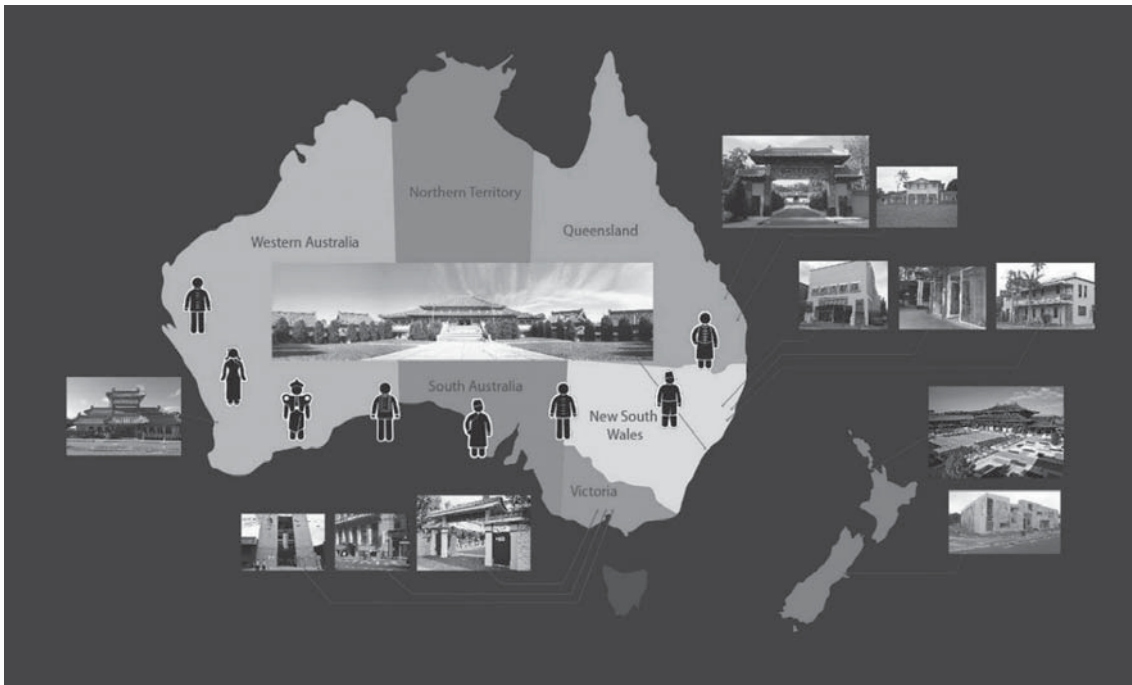 Northern Territory
Western Australia
Queensland
South Australia
New South
Wales
Victoria